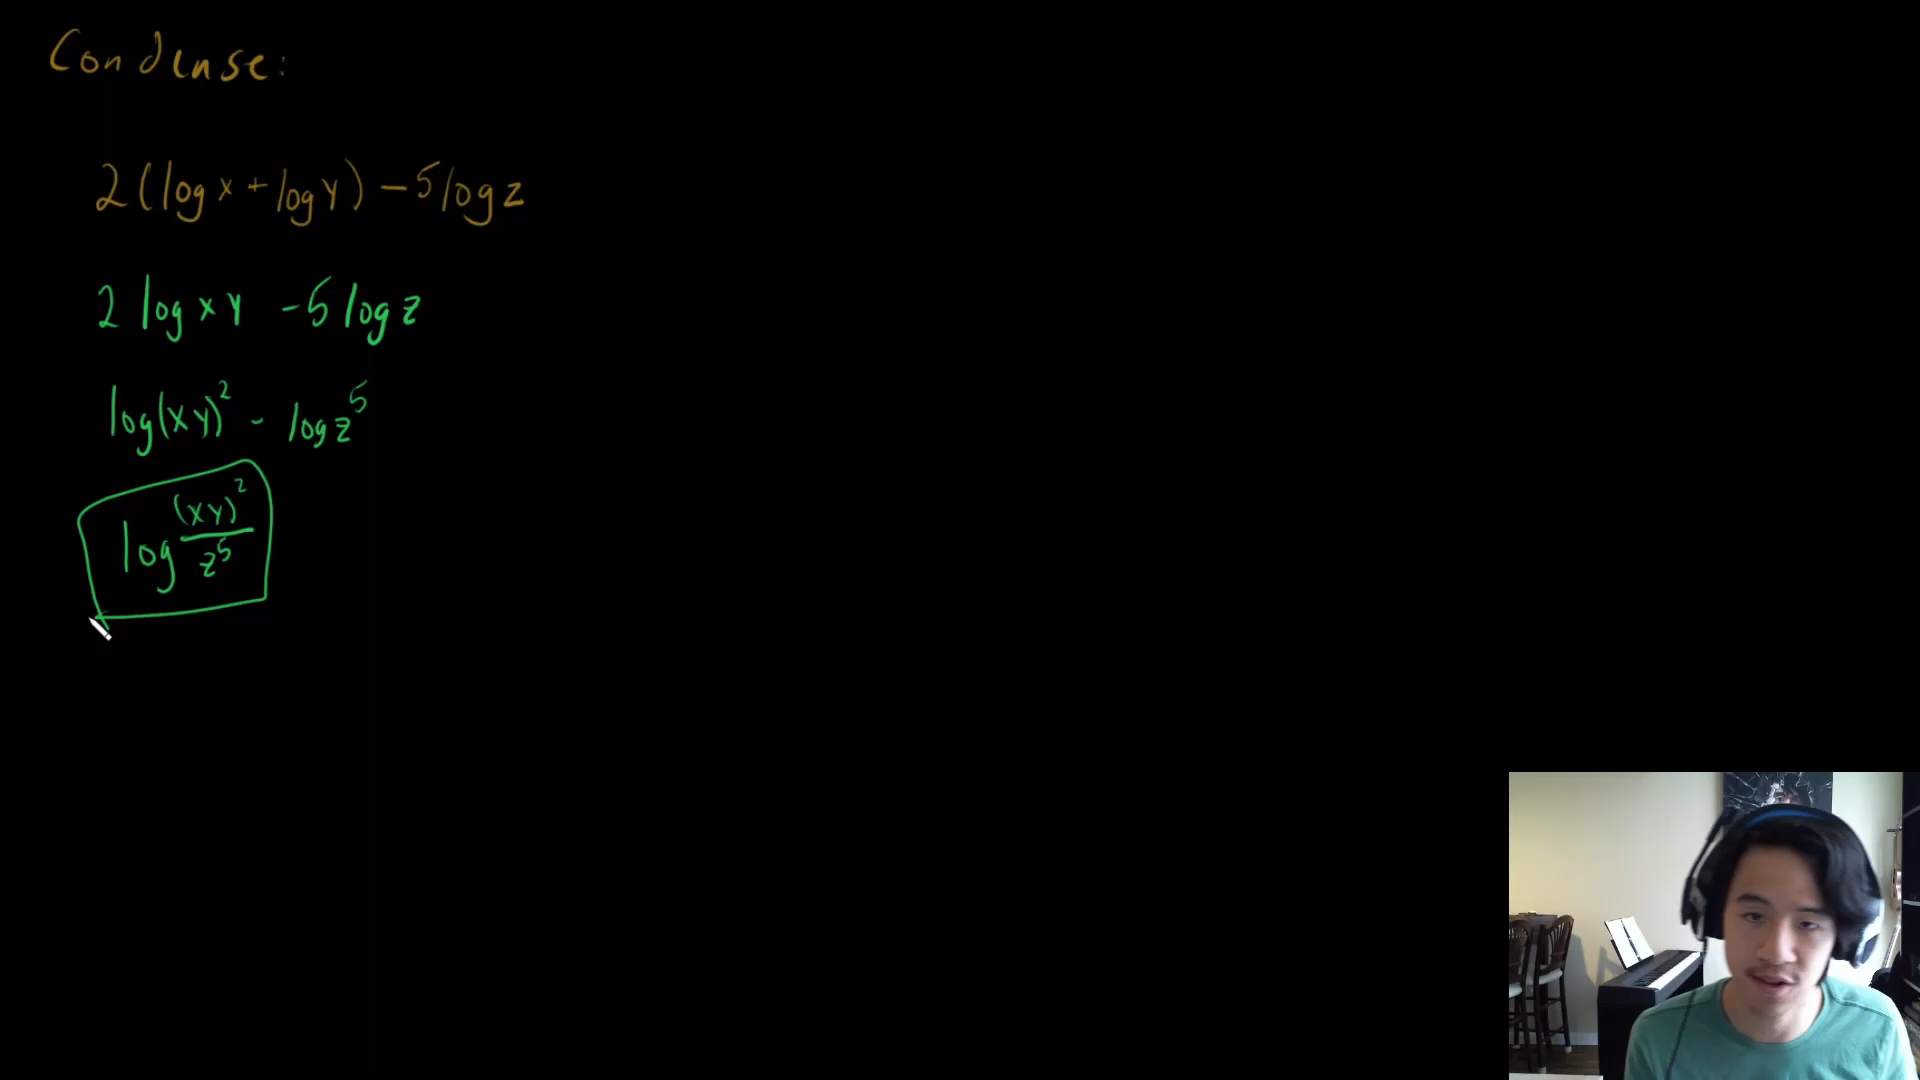 Condense:
2(log x + log y) - 5 log z
2 log x y - 5 log z
log(xy)² - log z⁵
log (xy)²/z⁵